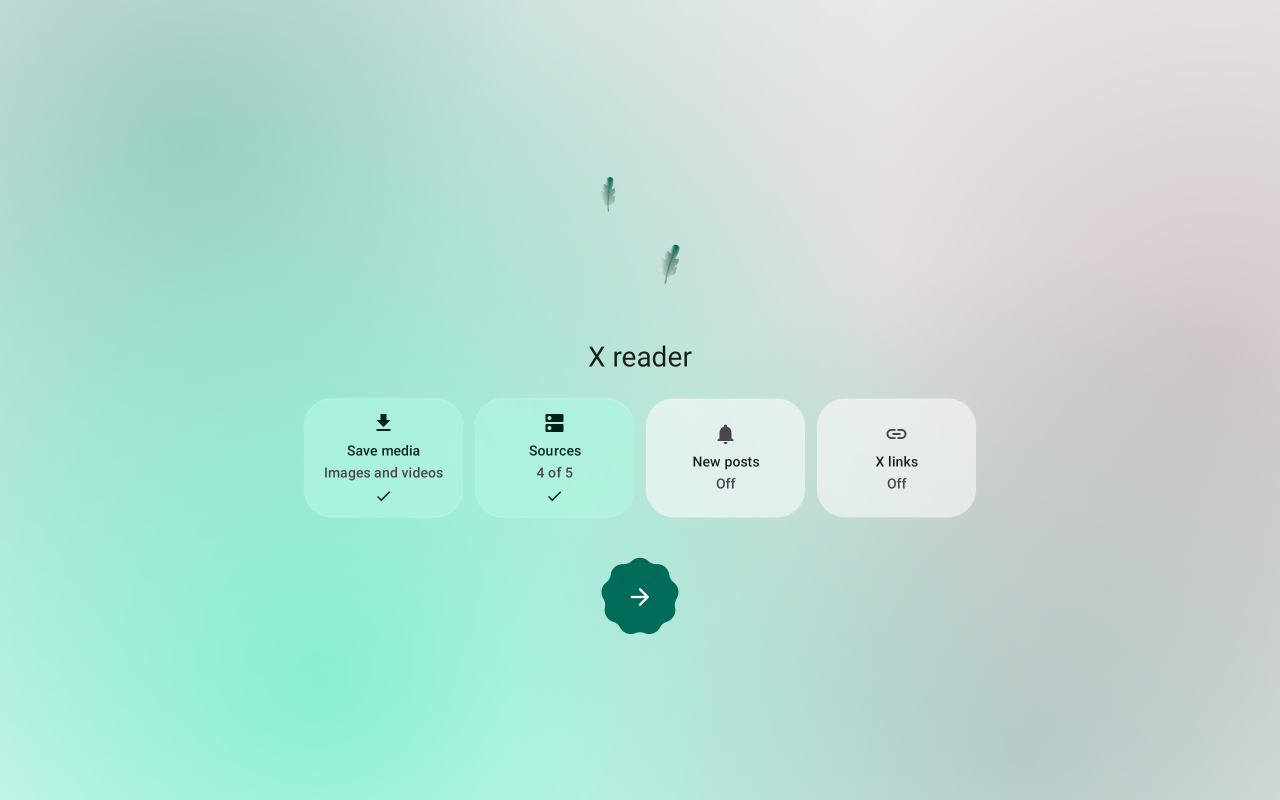 X reader
Save media
Images and videos
Sources
4 of 5
New posts
Off
X links
Off